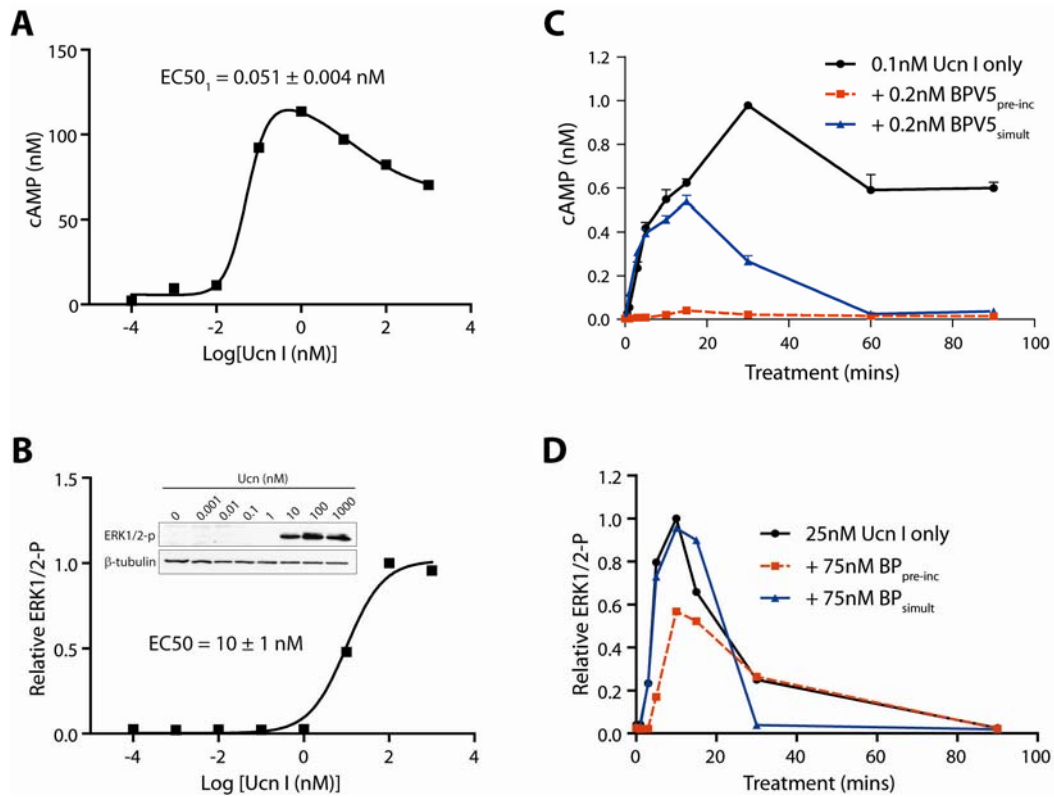 A
EC50₁ = 0.051 ± 0.004 nM
cAMP (nM)
150
100
50
0
-4 -2 0 2 4
Log[Ucn I (nM)]
B
Ucn (nM)
0 0.001 0.01 0.1 1 10 100 1000
ERK1/2-p
β-tubulin
EC50 = 10 ± 1 nM
Relative ERK1/2-P
1.5
1.0
0.5
0.0
-4 -2 0 2 4
Log [Ucn I (nM)]
C
0.1nM Ucn I only
+ 0.2nM BPV5pre-inc
+ 0.2nM BPV5simult
cAMP (nM)
1.2
1.0
0.8
0.6
0.4
0.2
0.0
0 20 40 60 80 100
Treatment (mins)
D
25nM Ucn I only
+ 75nM BPpre-inc
+ 75nM BPsimult
Relative ERK1/2-P
1.2
1.0
0.8
0.6
0.4
0.2
0.0
0 20 40 60 80 100
Treatment (mins)